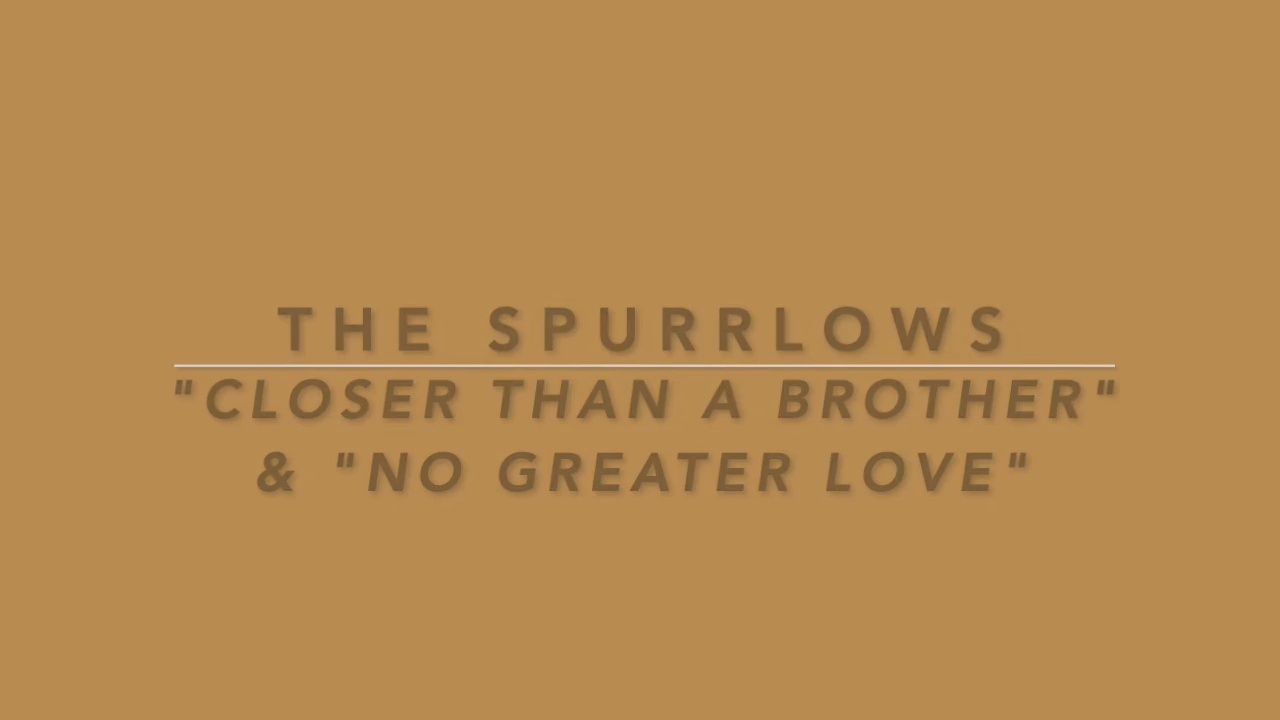 THE SPURRLOWS
"CLOSER THAN A BROTHER"
& "NO GREATER LOVE"